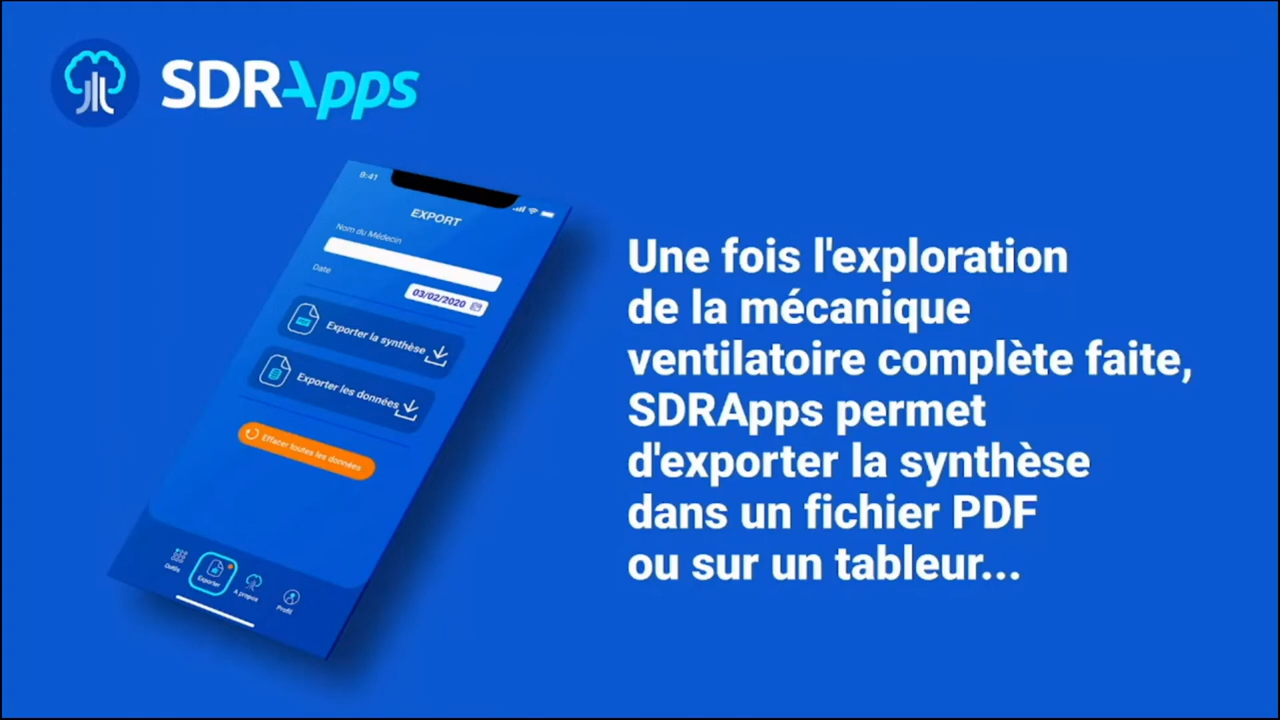 SDRApps
9:41
EXPORT
Nom du Médecin
Date
03/02/2020
PDF
Exporter la synthèse
Exporter les données
Effacer toutes les données
Outils
Exporter
A propos
Profil
Une fois l'exploration
de la mécanique
ventilatoire complète faite,
SDRApps permet
d'exporter la synthèse
dans un fichier PDF
ou sur un tableur...